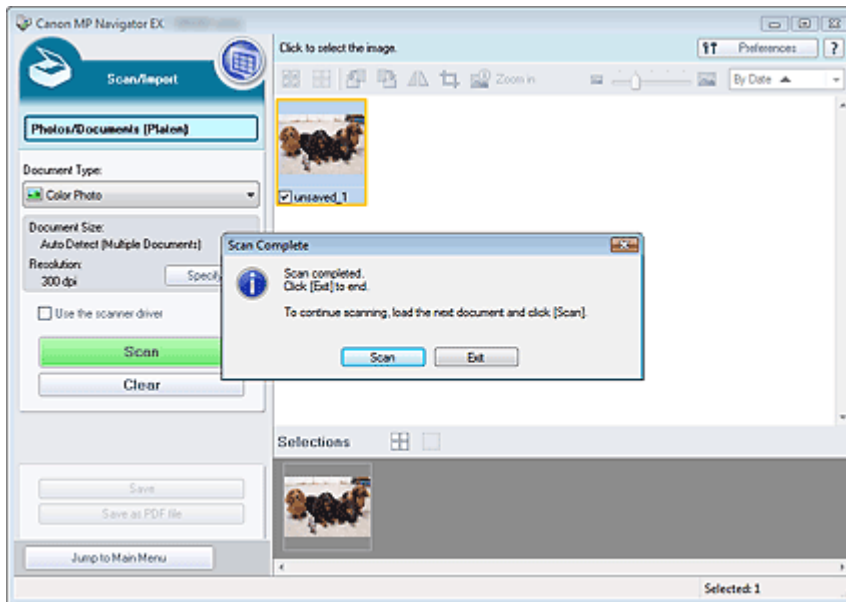 Canon MP Navigator EX
Scan/Import
Photos/Documents (Platen)
Document Type:
Color Photo
Document Size:
Auto Detect (Multiple Documents)
Resolution:
300 dpi
Specify
Use the scanner driver
Scan
Clear
Save
Save as PDF file
Jump to Main Menu
Click to select the image.
Preferences
?
Zoom in
By Date
unsaved_1
Scan Complete
Scan completed.
Click [Exit] to end.
To continue scanning, load the next document and click [Scan].
Scan
Exit
Selections
Selected: 1